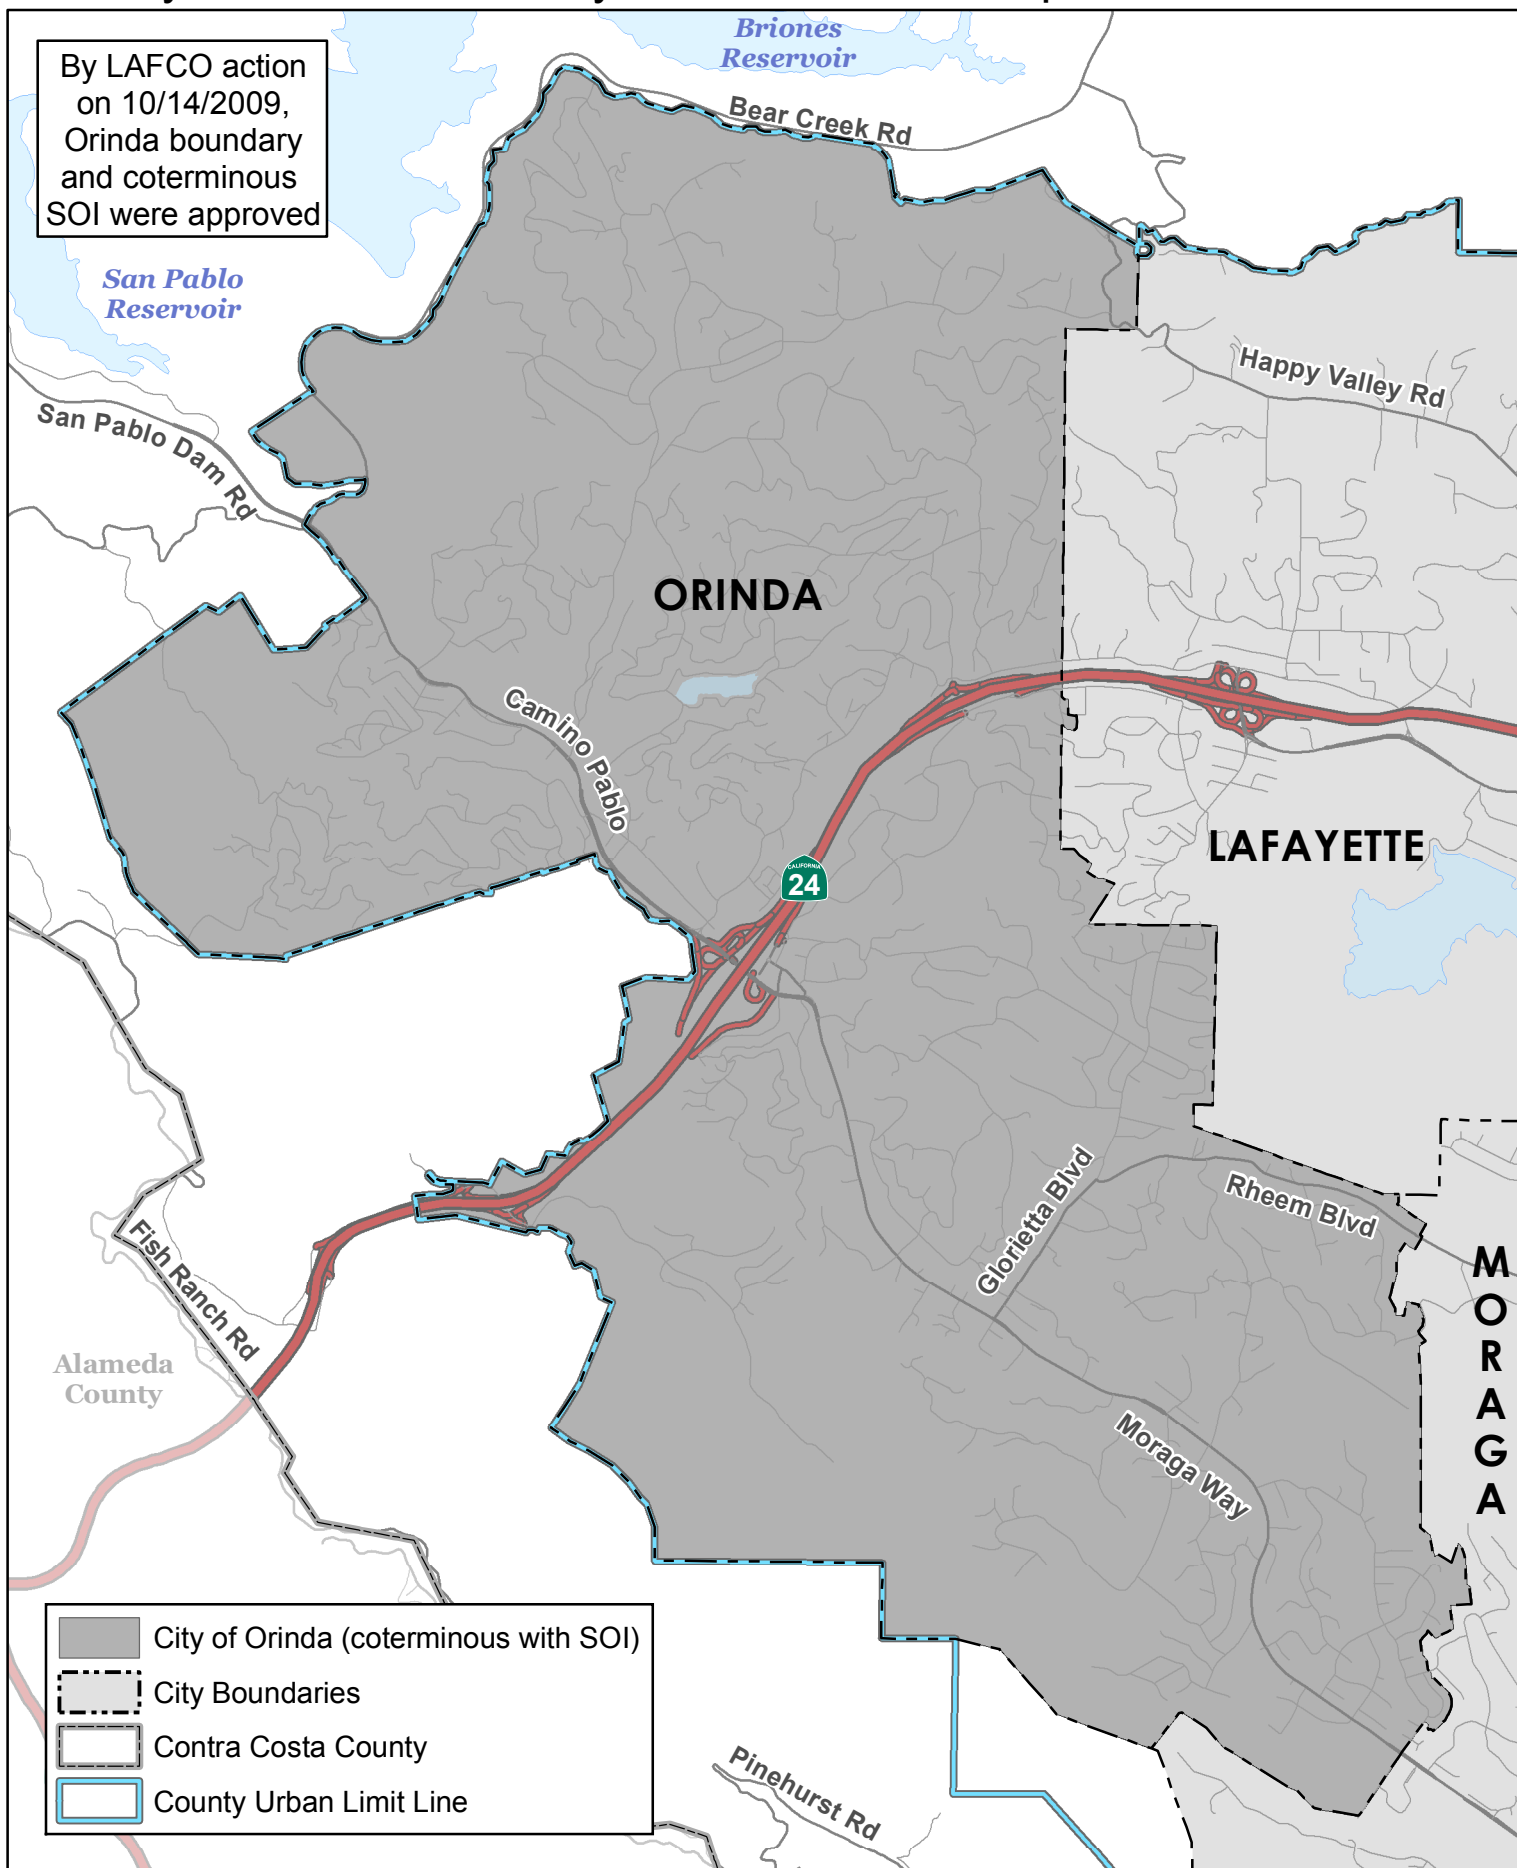 By LAFCO action
on 10/14/2009,
Orinda boundary
and coterminous
SOI were approved
Briones
Reservoir
Bear Creek Rd
San Pablo
Reservoir
Happy Valley Rd
San Pablo Dam Rd
ORINDA
Camino Pablo
LAFAYETTE
CALIFORNIA
24
Glorietta Blvd
Rheem Blvd
Fish Ranch Rd
M
O
R
A
G
A
Alameda
County
Moraga Way
City of Orinda (coterminous with SOI)
City Boundaries
Contra Costa County
County Urban Limit Line
Pinehurst Rd